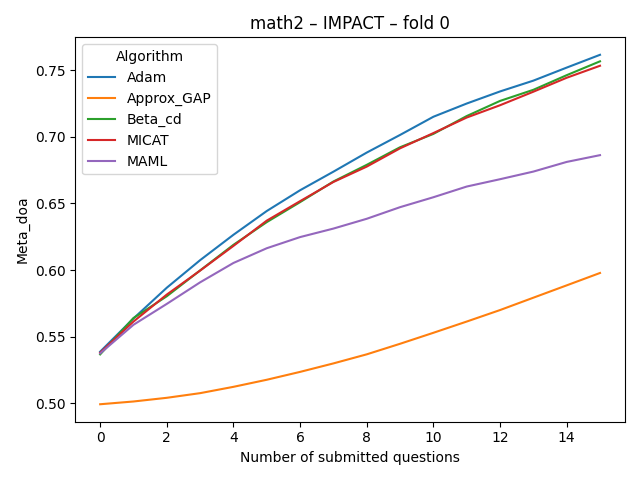 math2 – IMPACT – fold 0
Algorithm
Adam
Approx_GAP
Beta_cd
MICAT
MAML
Meta_doa
0.75
0.70
0.65
0.60
0.55
0.50
0 2 4 6 8 10 12 14
Number of submitted questions